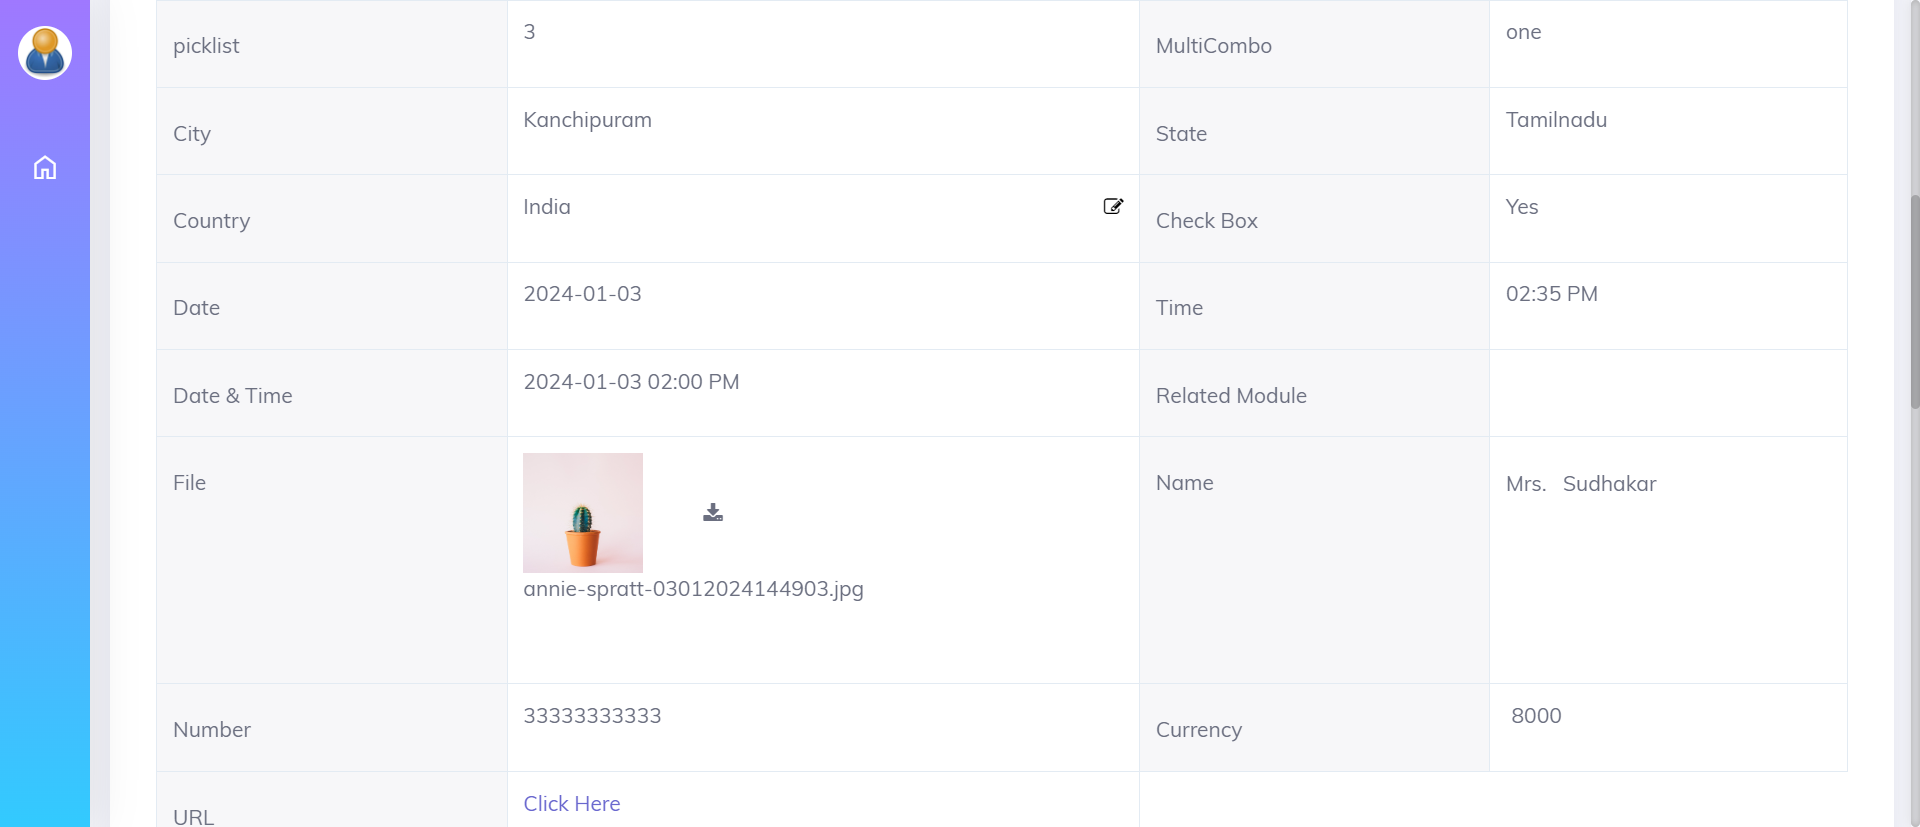 picklist 3 MultiCombo one
City Kanchipuram State Tamilnadu
Country India Check Box Yes
Date 2024-01-03 Time 02:35 PM
Date & Time 2024-01-03 02:00 PM Related Module
File Name Mrs. Sudhakar
annie-spratt-03012024144903.jpg
Number 33333333333 Currency 8000
URL Click Here